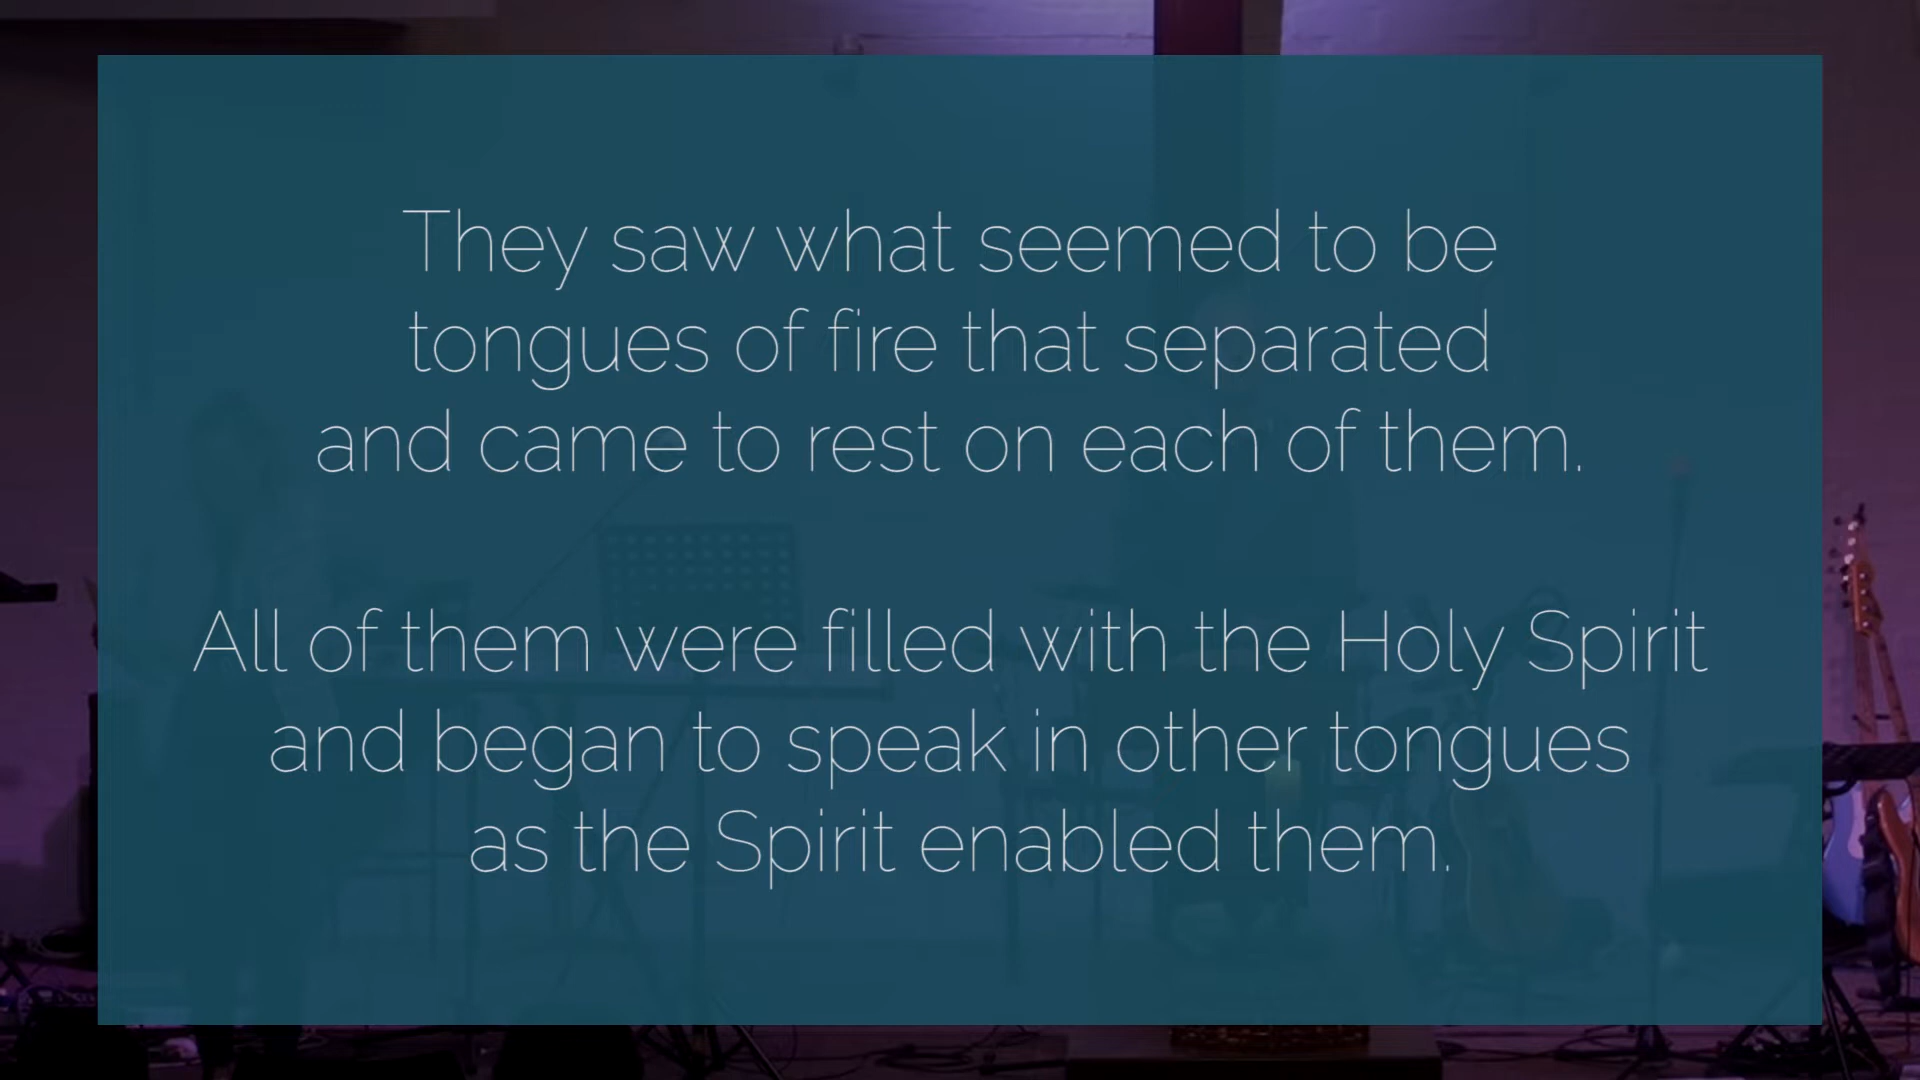 They saw what seemed to be
tongues of fire that separated
and came to rest on each of them.
All of them were filled with the Holy Spirit
and began to speak in other tongues
as the Spirit enabled them.